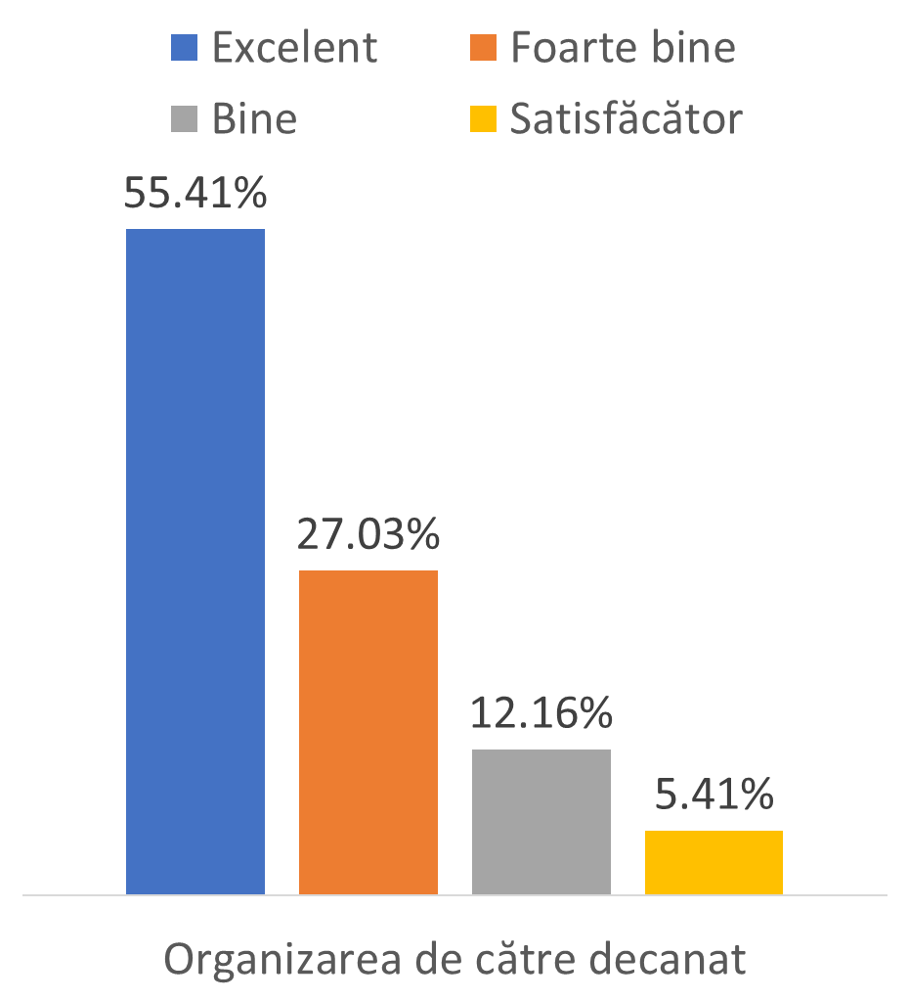 Excelent Foarte bine
Bine Satisfăcător
55.41%
27.03%
12.16%
5.41%
Organizarea de către decanat